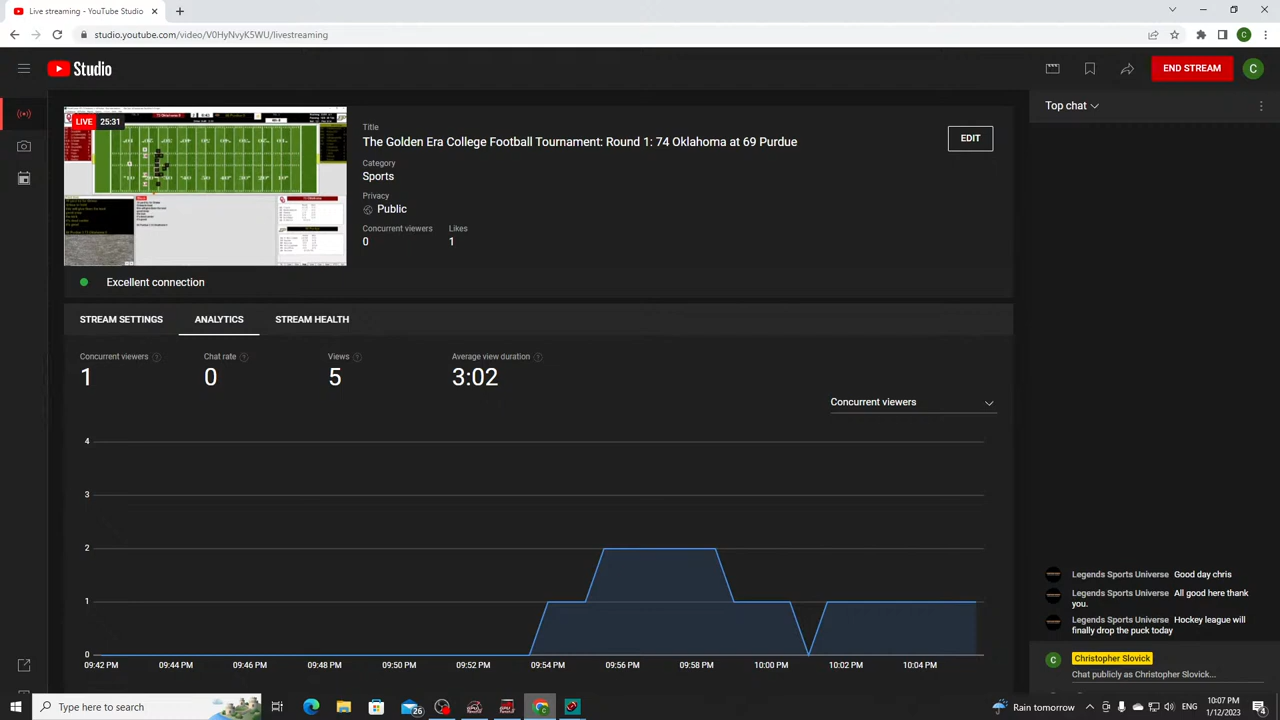 Live streaming - YouTube Studio
studio.youtube.com/video/V0HyNvyK5WU/livestreaming
C
Studio
END STREAM
C
LIVE 25:31
Title
The Golden Era College Football Tournament: Round 1: 74 Oklahoma at 69 Purdue
EDIT
Category
Sports
Privacy
Public
Concurrent viewers
Likes
0
1
Excellent connection
STREAM SETTINGS
ANALYTICS
STREAM HEALTH
Concurrent viewers
Chat rate
Views
Average view duration
1
0
5
3:02
Concurrent viewers
4
3
2
1
0
09:42 PM
09:44 PM
09:46 PM
09:48 PM
09:50 PM
09:52 PM
09:54 PM
09:56 PM
09:58 PM
10:00 PM
10:02 PM
10:04 PM
Top chat
Legends Sports Universe Good day chris
Legends Sports Universe All good here thank
you.
Legends Sports Universe Hockey league will
finally drop the puck today
C
Christopher Slovick
Chat publicly as Christopher Slovick...
Type here to search
26
Rain tomorrow
10:07 PM
1/12/2023